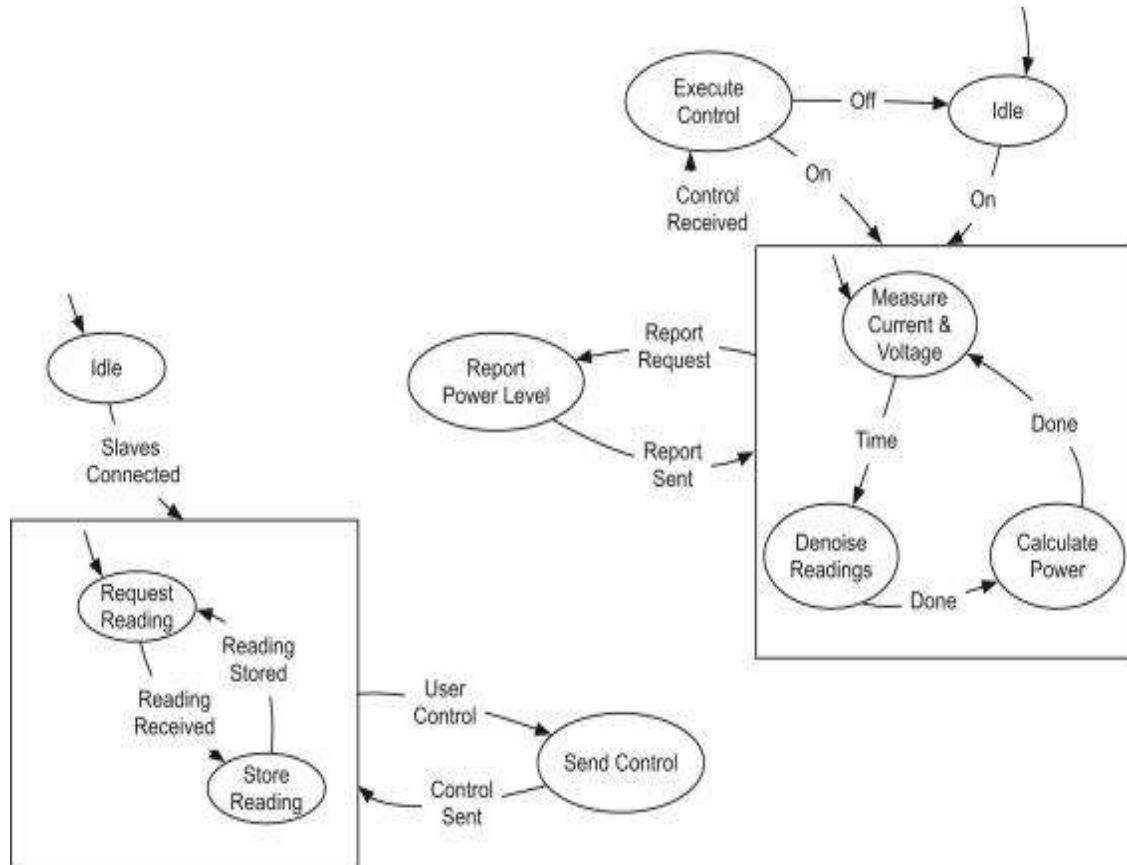 Execute
Control
Off
Idle
On
On
Control
Received
Measure
Current &
Voltage
Report
Request
Report
Power Level
Time
Done
Report
Sent
Denoise
Readings
Calculate
Power
Done
Idle
Slaves
Connected
Request
Reading
Reading
Stored
Reading
Received
Store
Reading
User
Control
Send Control
Control
Sent